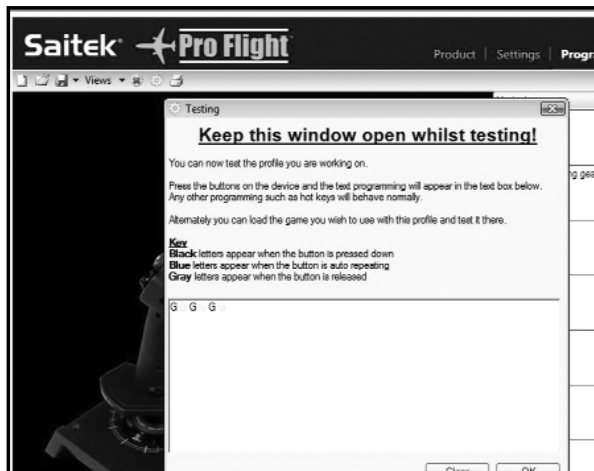 Saitek Pro Flight
Product | Settings | Progr
Views
Testing
Keep this window open whilst testing!
You can now test the profile you are working on.
Press the buttons on the device and the text programming will appear in the text box below.
Any other programming such as hot keys will behave normally.
Alternately you can load the game you wish to use with this profile and test it there.
Key
Black letters appear when the button is pressed down
Blue letters appear when the button is auto repeating
Gray letters appear when the button is released
G G G
ng gea
Clear OK